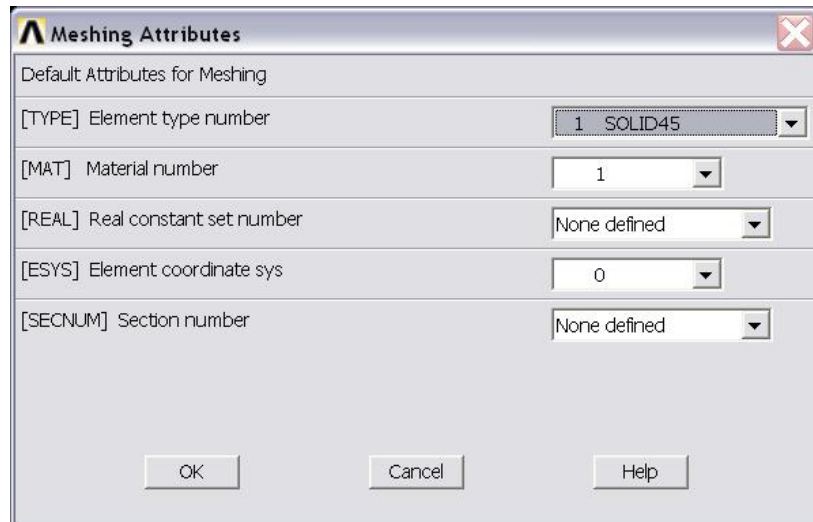 Meshing Attributes
Default Attributes for Meshing
[TYPE] Element type number 1 SOLID45
[MAT] Material number 1
[REAL] Real constant set number None defined
[ESYS] Element coordinate sys 0
[SECNUM] Section number None defined
OK Cancel Help